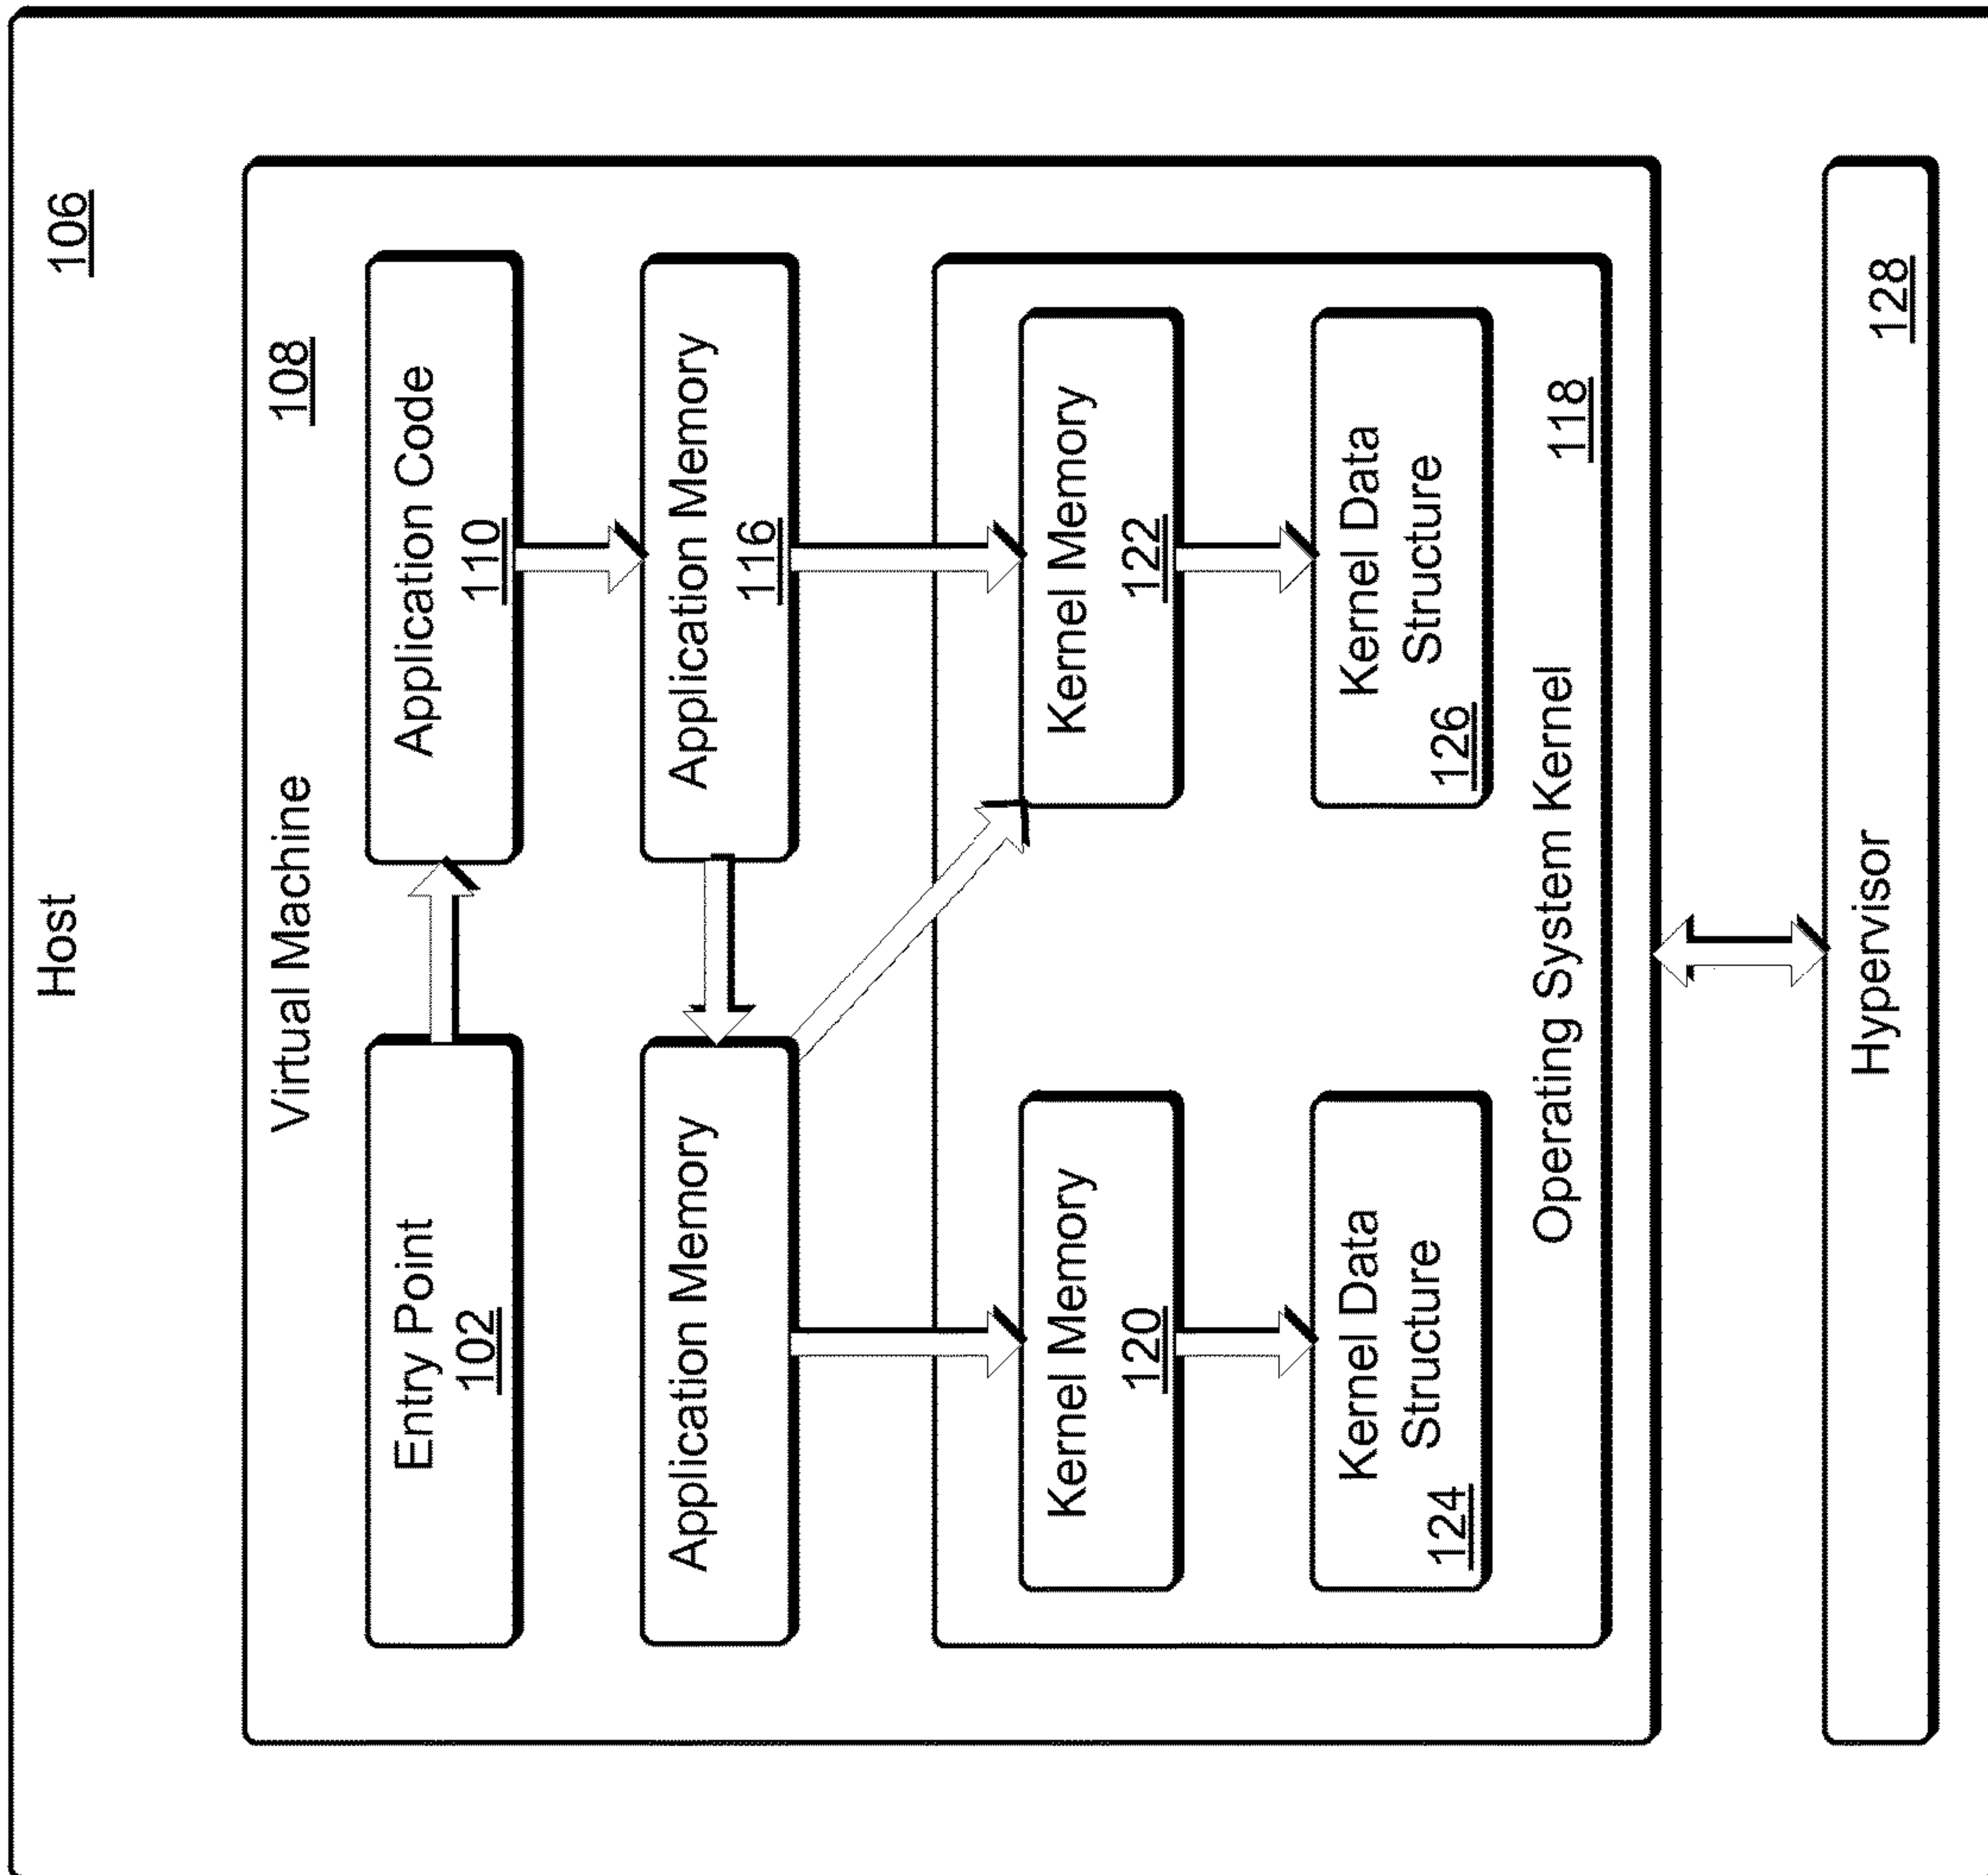 Host
106
Virtual Machine
108
Entry Point
102
Application Code
110
Application Memory
Application Memory
116
Kernel Memory
120
Kernel Memory
122
Kernel Data
Structure
124
Kernel Data
Structure
126
Operating System Kernel
118
Hypervisor
128